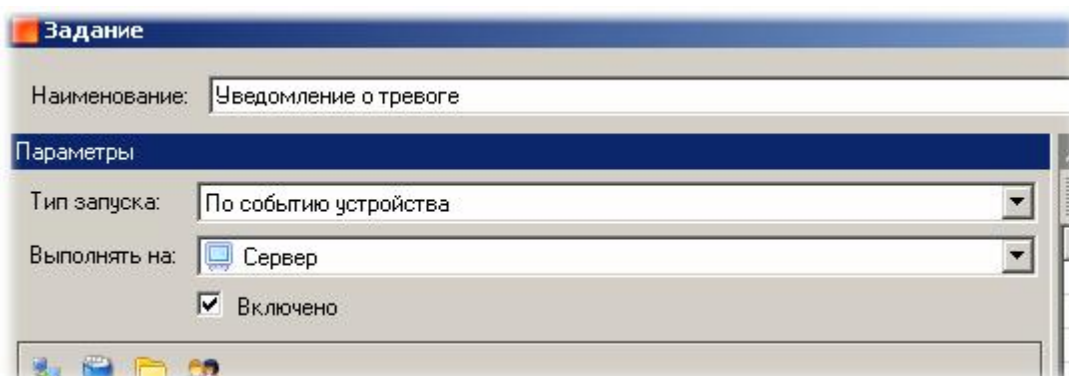 Задание
Наименование: Уведомление о тревоге
Параметры
Тип запуска: По событию устройства
Выполнять на: Сервер
Включено